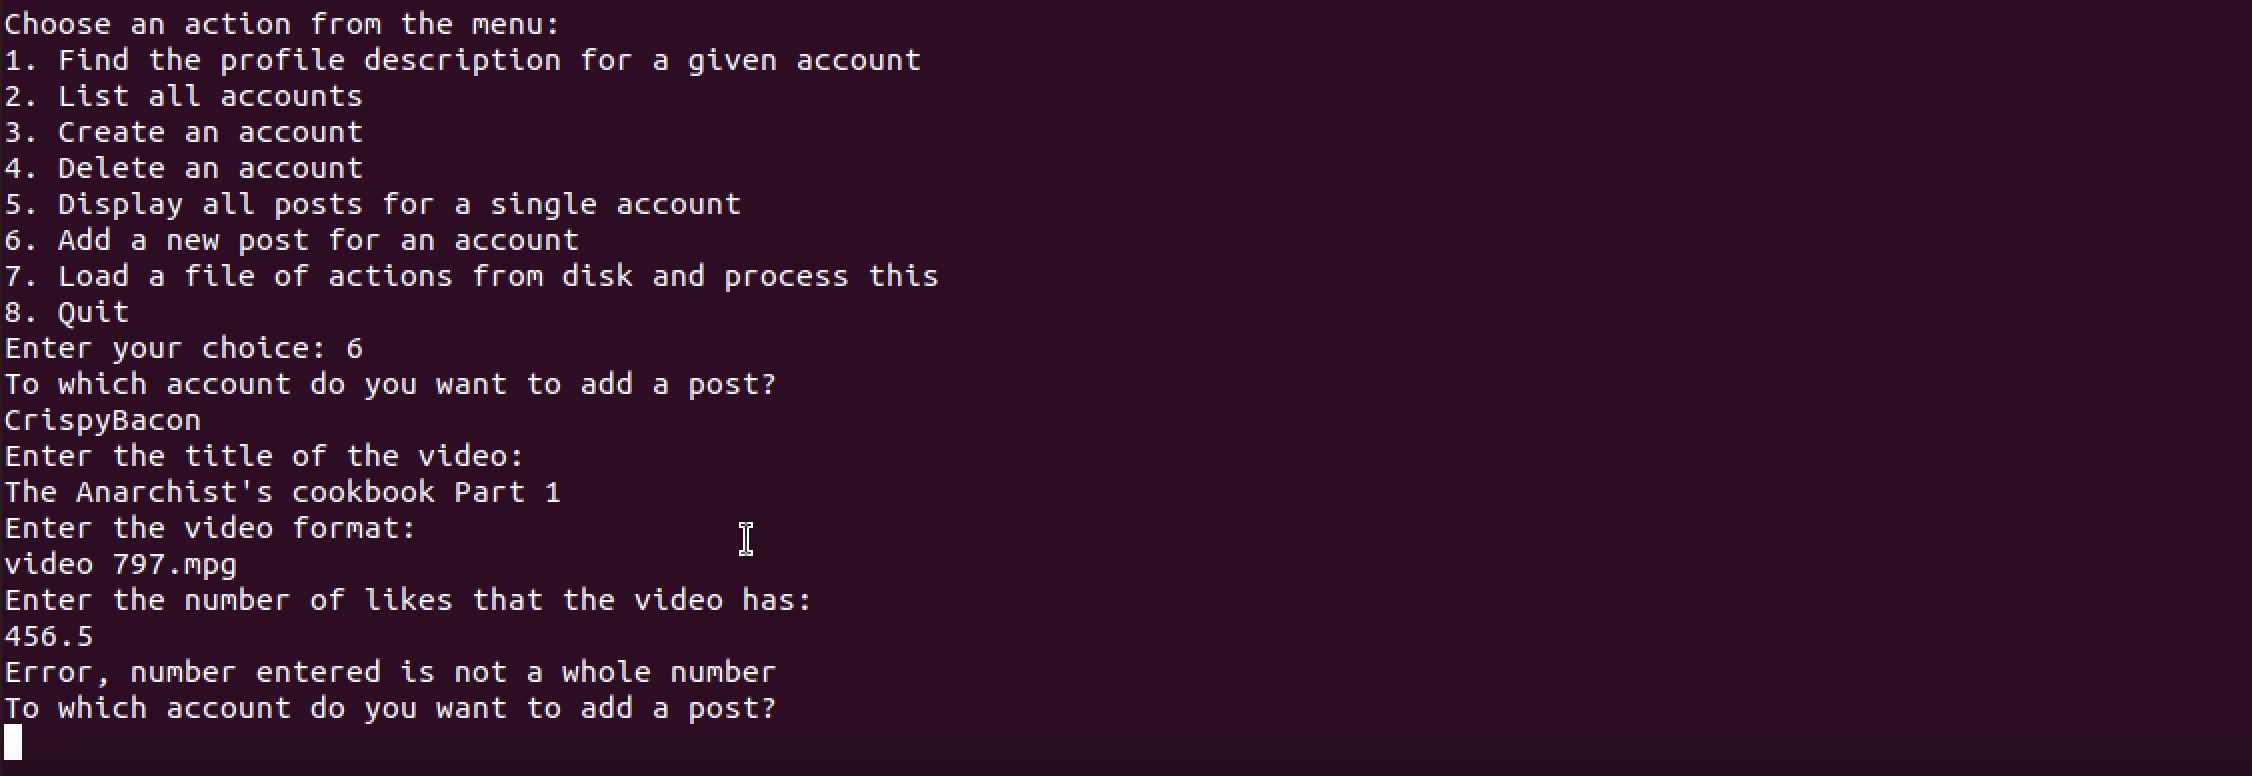 Choose an action from the menu:
1. Find the profile description for a given account
2. List all accounts
3. Create an account
4. Delete an account
5. Display all posts for a single account
6. Add a new post for an account
7. Load a file of actions from disk and process this
8. Quit
Enter your choice: 6
To which account do you want to add a post?
CrispyBacon
Enter the title of the video:
The Anarchist's cookbook Part 1
Enter the video format:
video 797.mpg
Enter the number of likes that the video has:
456.5
Error, number entered is not a whole number
To which account do you want to add a post?